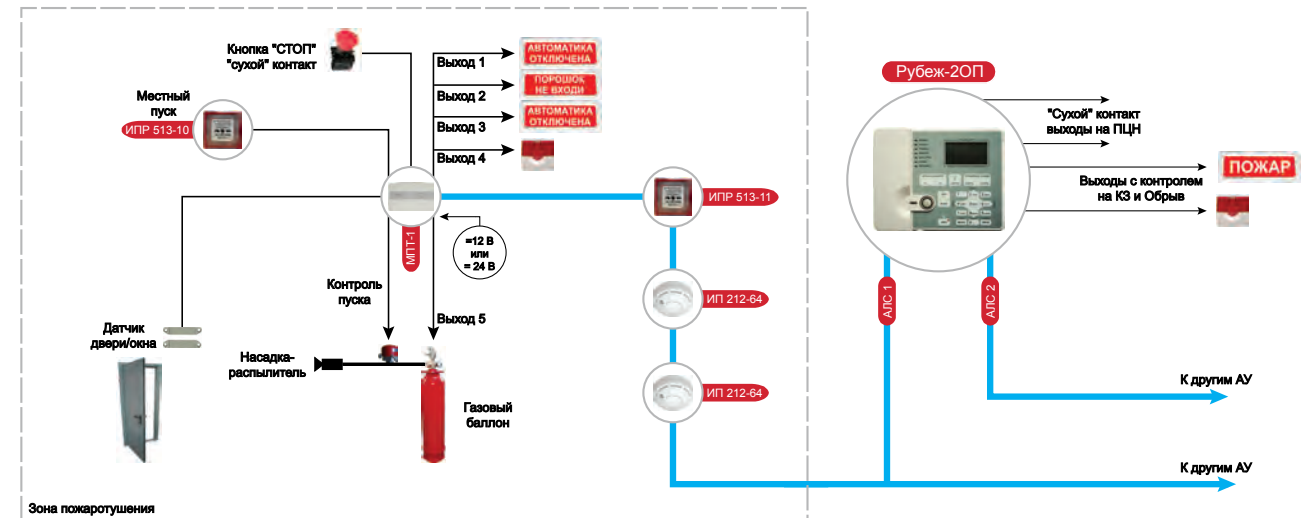 Кнопка "СТОП"
"сухой" контакт
Местный
пуск
ИПР 513-10
Выход 1
АВТОМАТИКА
ОТКЛЮЧЕНА
Выход 2
ПОРОШОК
НЕ ВХОДИ
Выход 3
АВТОМАТИКА
ОТКЛЮЧЕНА
Выход 4
МПТ-1
=12 В
или
= 24 В
Контроль
пуска
Выход 5
Датчик
двери/окна
Насадка-
распылитель
Газовый
баллон
Зона пожаротушения
ИПР 513-11
ИП 212-64
ИП 212-64
Рубеж-2ОП
"Сухой" контакт
выходы на ПЦН
Выходы с контролем
на КЗ и Обрыв
ПОЖАР
АЛС 1
АЛС 2
К другим АУ
К другим АУ